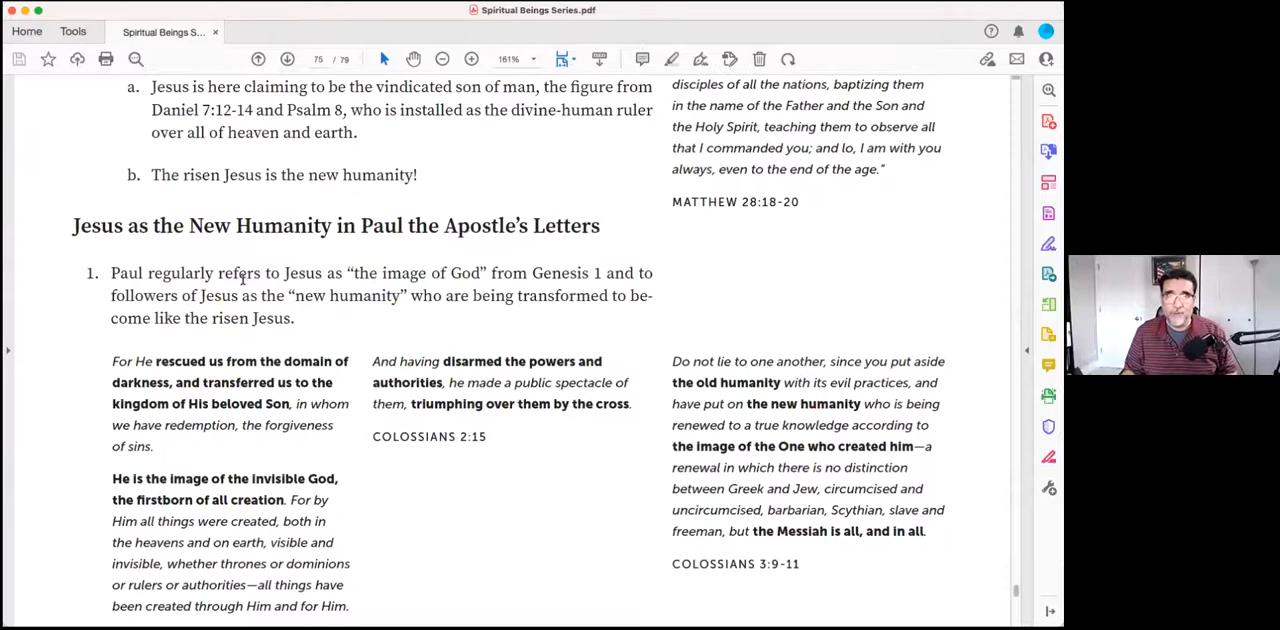 Spiritual Beings Series.pdf
Home Tools Spiritual Beings S... ×
75 / 79 161%
a. Jesus is here claiming to be the vindicated son of man, the figure from
Daniel 7:12-14 and Psalm 8, who is installed as the divine-human ruler
over all of heaven and earth.
b. The risen Jesus is the new humanity!
disciples of all the nations, baptizing them
in the name of the Father and the Son and
the Holy Spirit, teaching them to observe all
that I commanded you; and lo, I am with you
always, even to the end of the age.”
MATTHEW 28:18-20
Jesus as the New Humanity in Paul the Apostle’s Letters
1. Paul regularly refers to Jesus as “the image of God” from Genesis 1 and to
followers of Jesus as the “new humanity” who are being transformed to be-
come like the risen Jesus.
For He rescued us from the domain of
darkness, and transferred us to the
kingdom of His beloved Son, in whom
we have redemption, the forgiveness
of sins.
He is the image of the invisible God,
the firstborn of all creation. For by
Him all things were created, both in
the heavens and on earth, visible and
invisible, whether thrones or dominions
or rulers or authorities—all things have
been created through Him and for Him.
And having disarmed the powers and
authorities, he made a public spectacle of
them, triumphing over them by the cross.
COLOSSIANS 2:15
Do not lie to one another, since you put aside
the old humanity with its evil practices, and
have put on the new humanity who is being
renewed to a true knowledge according to
the image of the One who created him—a
renewal in which there is no distinction
between Greek and Jew, circumcised and
uncircumcised, barbarian, Scythian, slave and
freeman, but the Messiah is all, and in all.
COLOSSIANS 3:9-11